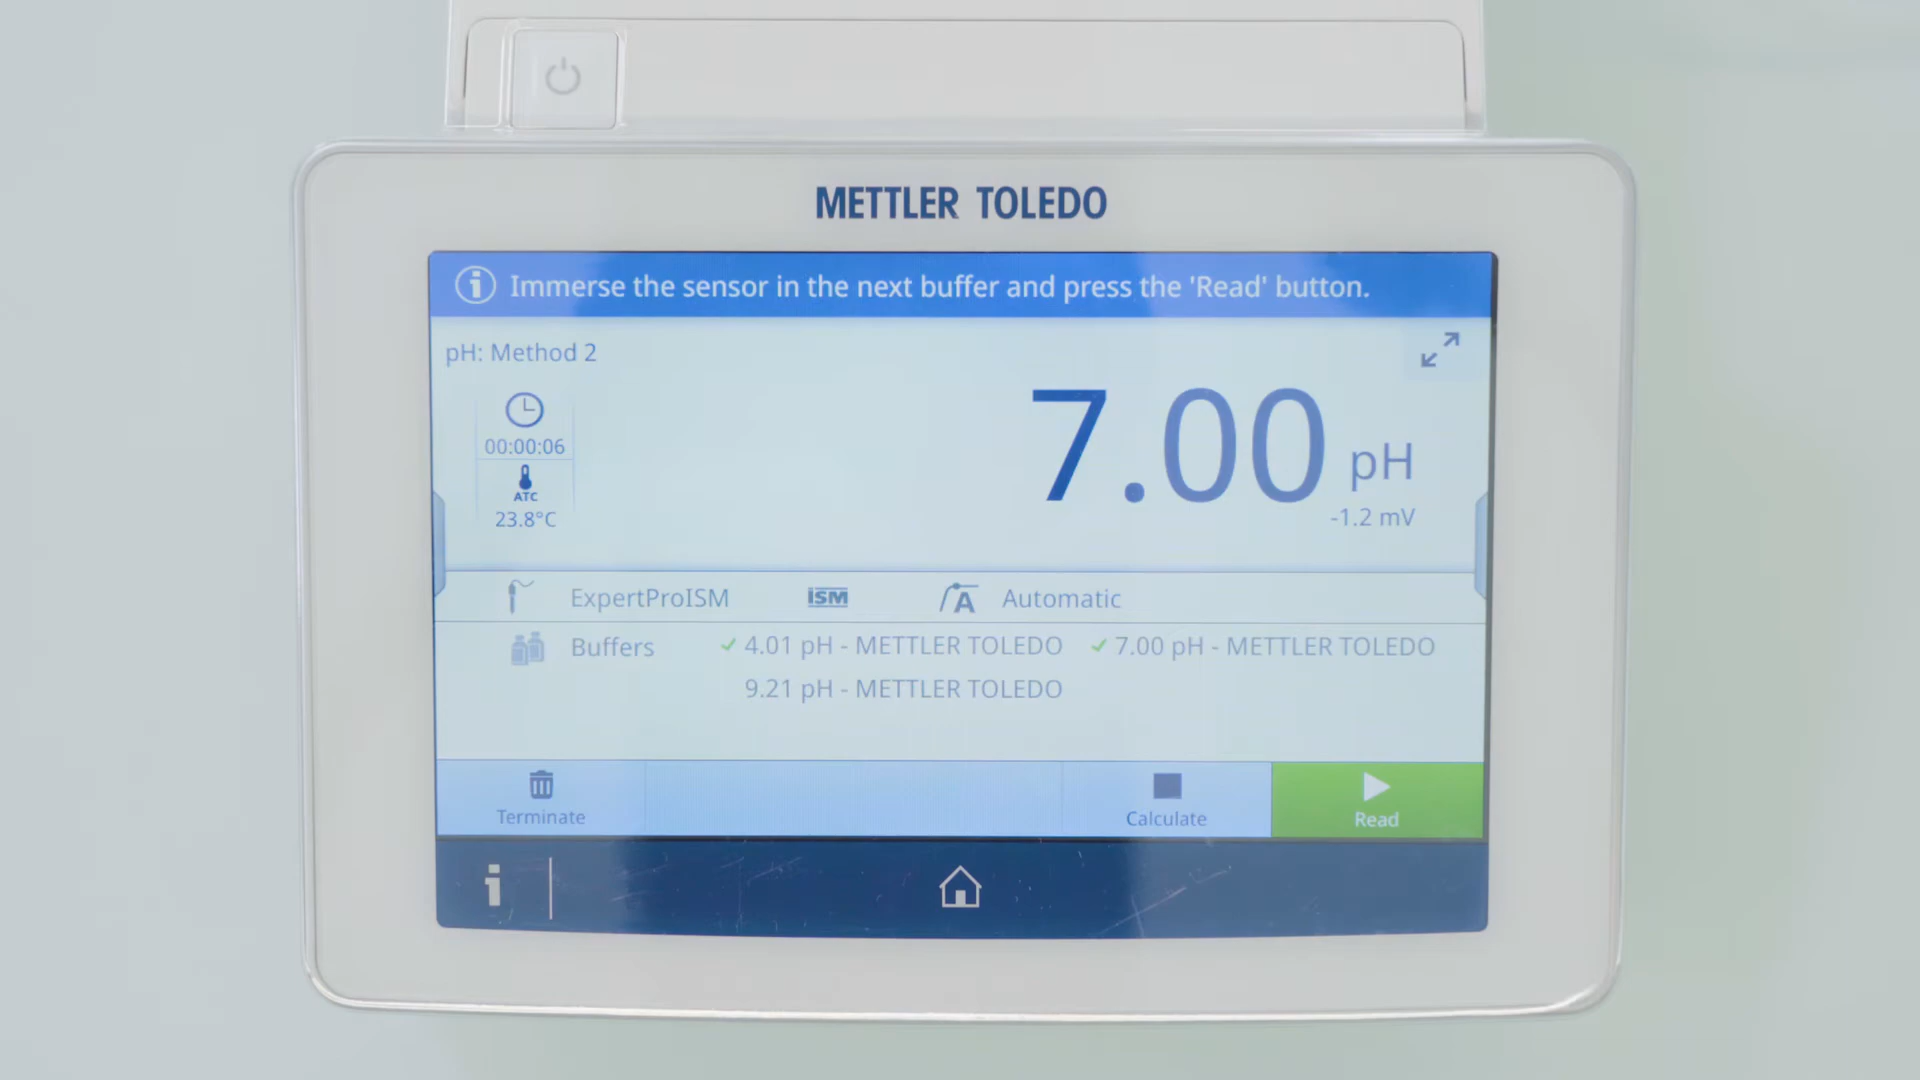 METTLER TOLEDO
Immerse the sensor in the next buffer and press the 'Read' button.
pH: Method 2
00:00:06
ATC
23.8°C
7.00 pH
-1.2 mV
ExpertProISM ISM A Automatic
Buffers 4.01 pH - METTLER TOLEDO 7.00 pH - METTLER TOLEDO
9.21 pH - METTLER TOLEDO
Terminate Calculate Read